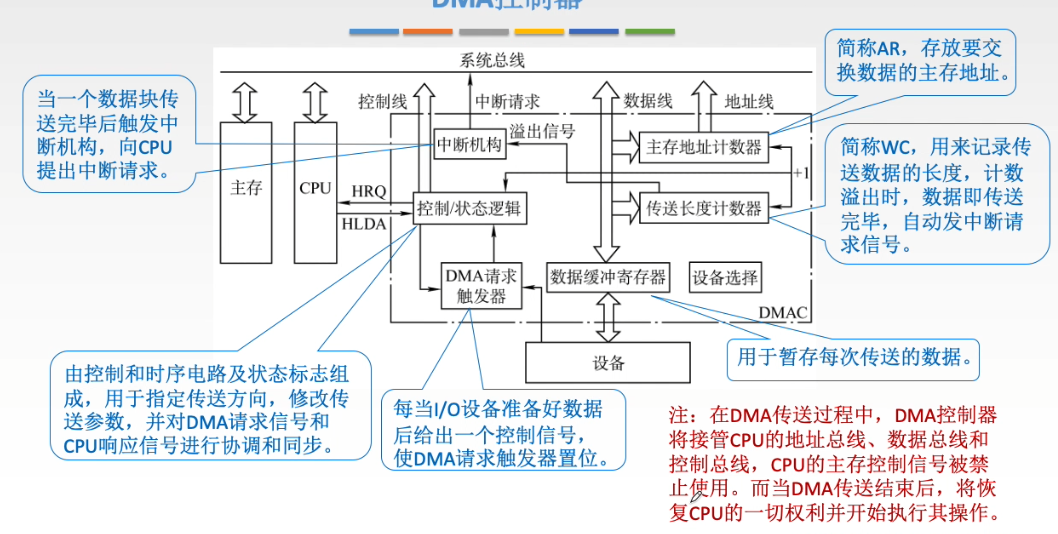 DMA控制器
简称AR，存放要交
换数据的主存地址。
系统总线
当一个数据块传
送完毕后触发中
断机构，向CPU
提出中断请求。
控制线
中断请求
数据线
地址线
溢出信号
中断机构
主存地址计数器
简称WC，用来记录传
送数据的长度，计数
溢出时，数据即传送
完毕，自动发中断请
求信号。
+1
主存
CPU
HRQ
HLDA
控制/状态逻辑
传送长度计数器
DMA请求
触发器
数据缓冲寄存器
设备选择
DMAC
设备
用于暂存每次传送的数据。
由控制和时序电路及状态标志组
成，用于指定传送方向，修改传
送参数，并对DMA请求信号和
CPU响应信号进行协调和同步。
每当I/O设备准备好数据
后给出一个控制信号，
使DMA请求触发器置位。
注：在DMA传送过程中，DMA控制器
将接管CPU的地址总线、数据总线和
控制总线，CPU的主存控制信号被禁
止使用。而当DMA传送结束后，将恢
复CPU的一切权利并开始执行其操作。